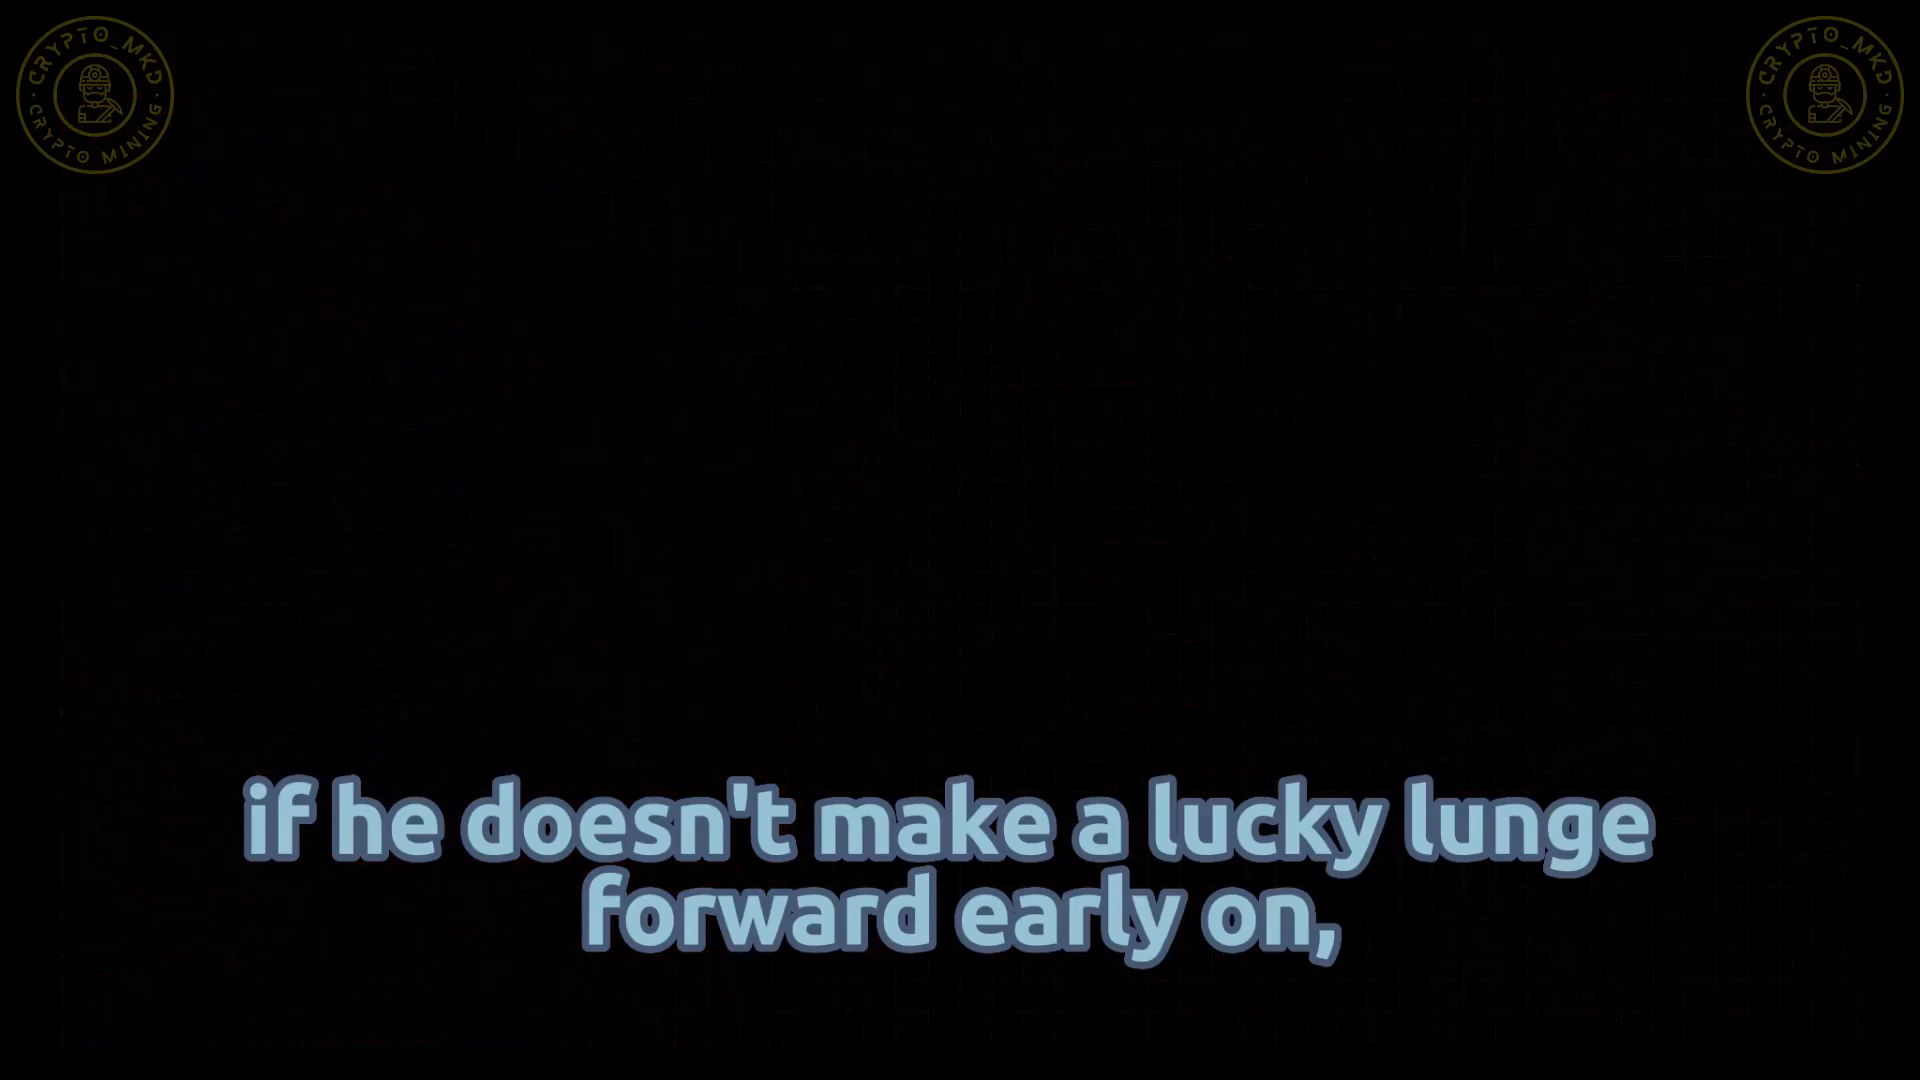 CRYPTO_MKD
CRYPTO MINING
CRYPTO_MKD
CRYPTO MINING
if he doesn't make a lucky lunge
forward early on,